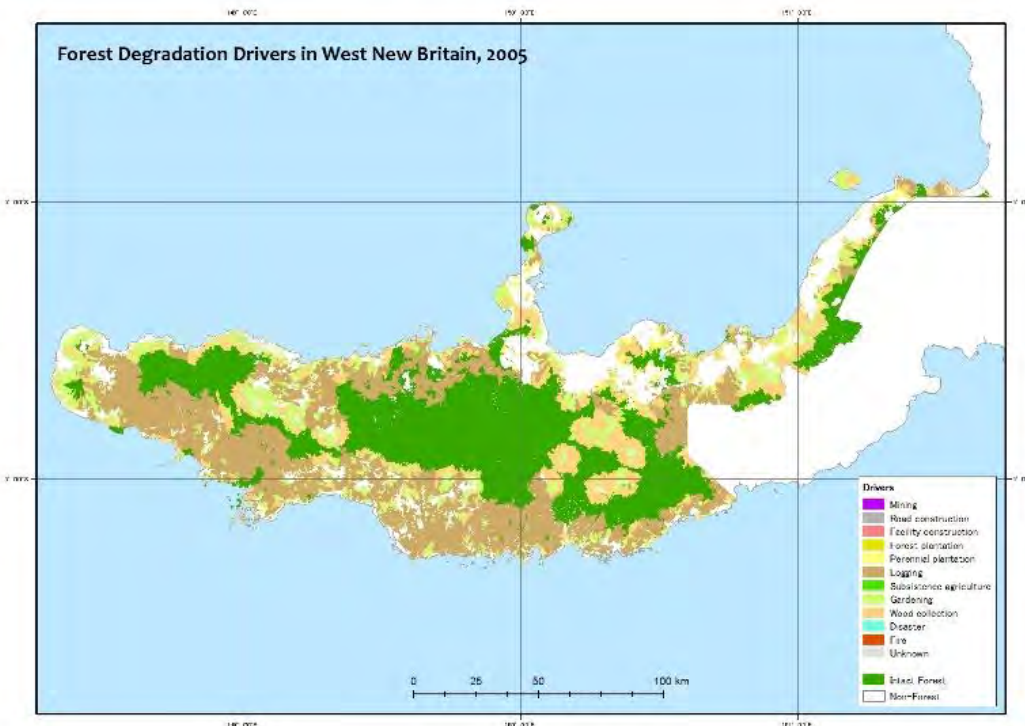 Forest Degradation Drivers in West New Britain, 2005
Drivers
Mining
Road construction
Facility construction
Forest plantation
Perennial plantation
Logging
Subsistence agriculture
Gardening
Wood collection
Disaster
Fire
Unknown
Intact Forest
Non-Forest
0 25 50 100 km